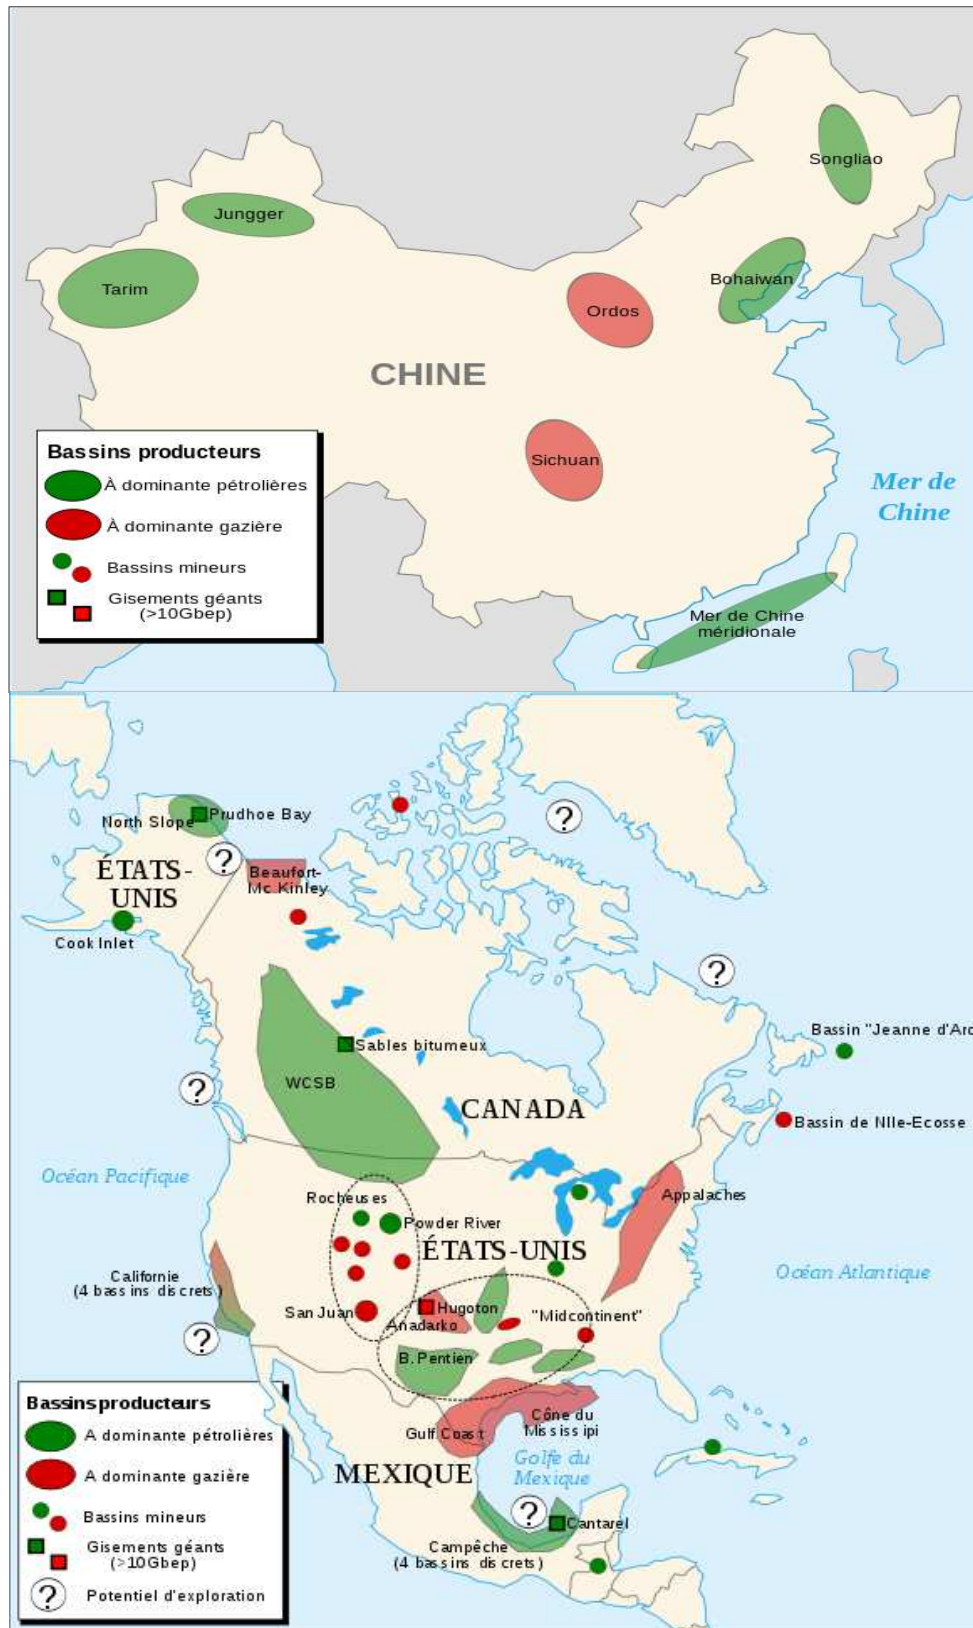 Songliao
Jungger
Tarim
Bohaiwan
Ordos
CHINE
Sichuan
Mer de
Chine
Mer de Chine
méridionale
Bassins producteurs
À dominante pétrolières
À dominante gazière
Bassins mineurs
Gisements géants
(>10Gbep)
North Slope
Prudhoe Bay
?
?
ÉTATS-
UNIS
Beaufort-
Mc Kinley
Cook Inlet
?
Bassin "Jeanne d'Arc
Sables bitumeux
WCSB
?
CANADA
Bassin de Nlle-Ecosse
Océan Pacifique
Rocheuses
Appalaches
Powder River
ÉTATS-UNIS
Californie
(4 bassins discrets)
Océan Atlantique
San Juan
Hugoton
Anadarko
"Midcontinent"
?
B. Pentien
Gulf Coast
Cône du
Mississipi
MEXIQUE
Golfe du
Mexique
?
Cantarel
Campêche
(4 bassins discrets)
Bassins producteurs
A dominante pétrolières
A dominante gazière
Bassins mineurs
Gisements géants
(>10Gbep)
?
Potentiel d'exploration